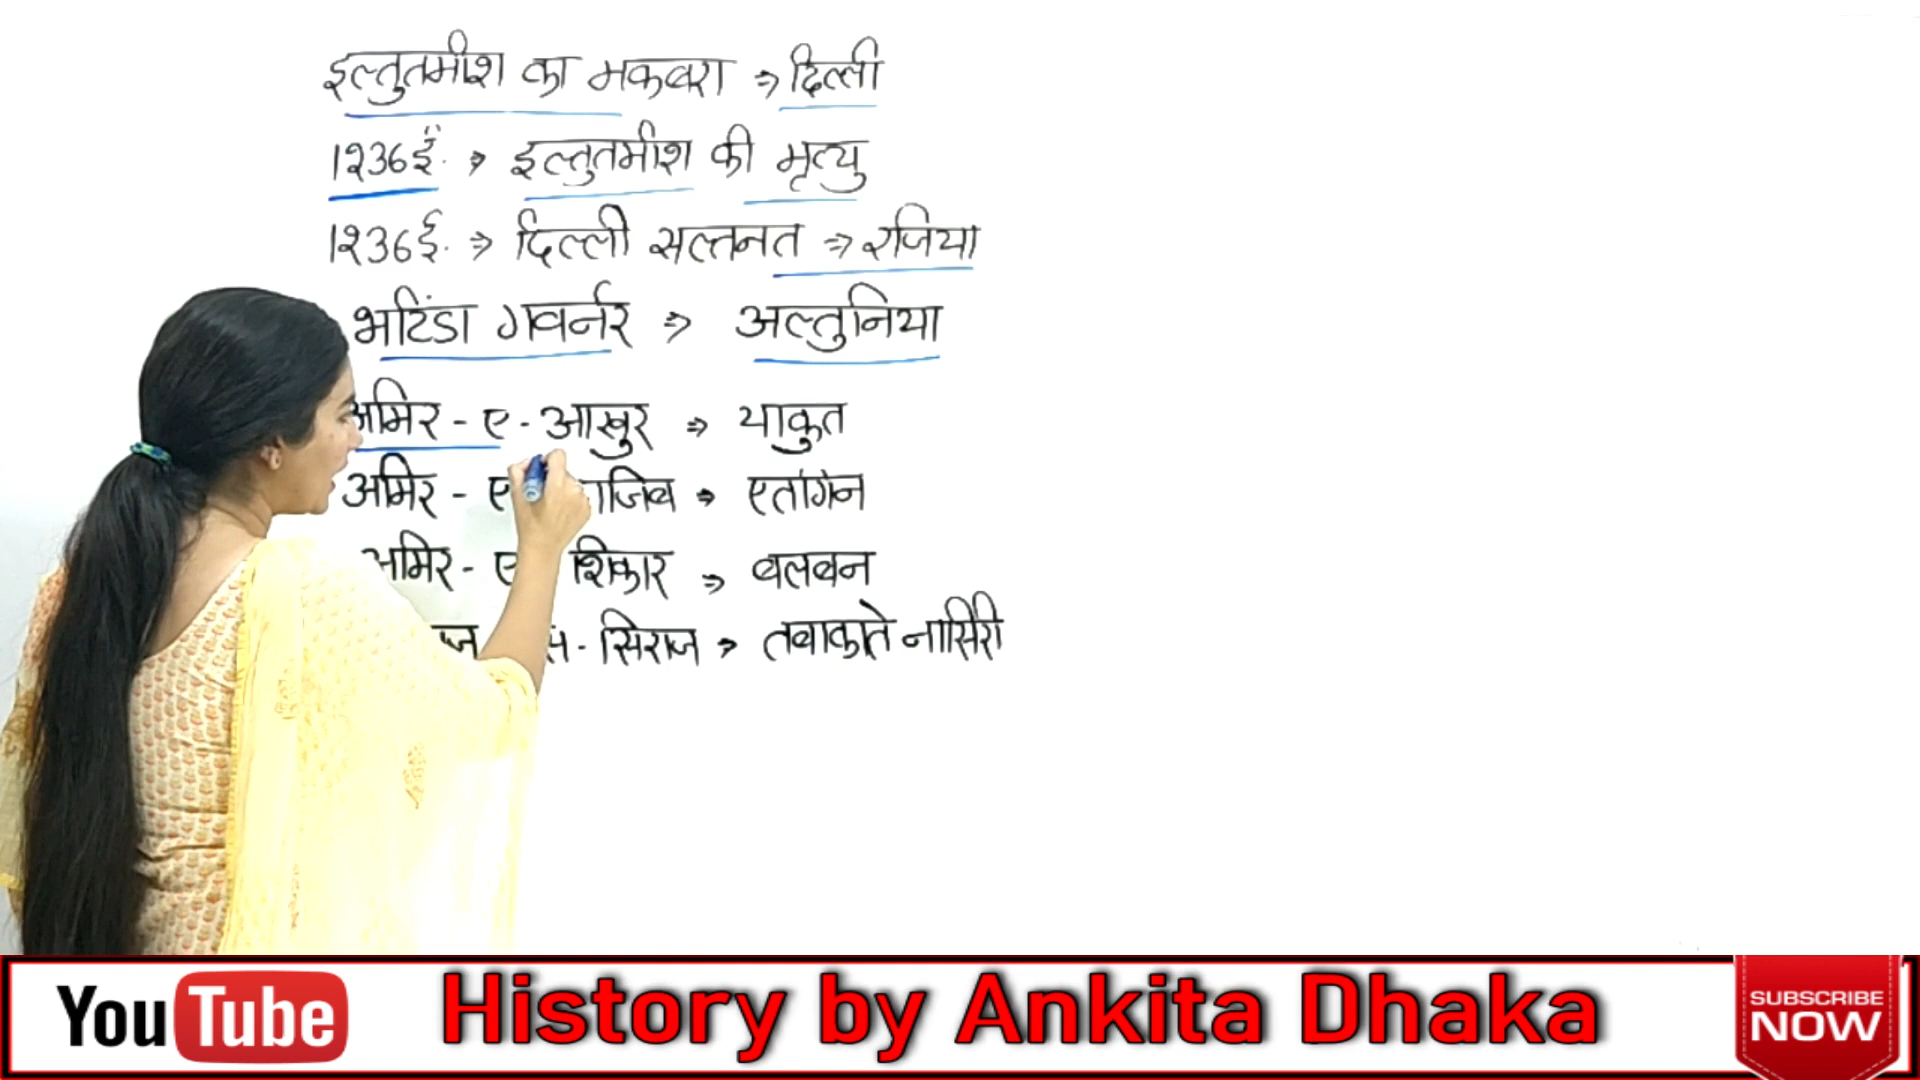 इल्तुतमीश का मकबरा ⇒ दिल्ली
1236ई. ⇒ इल्तुतमीश की मृत्यु
1236ई. ⇒ दिल्ली सल्तनत ⇒ रजिया
भटिंडा गवर्नर ⇒ अल्तुनिया
अमिर - ए - आखुर ⇒ याकुत
अमिर - ए ⇒ एतगिन
अमिर - ए शिकार ⇒ बलबन
सिराज ⇒ तबाकाते नासिरी
YouTube History by Ankita Dhaka SUBSCRIBE NOW